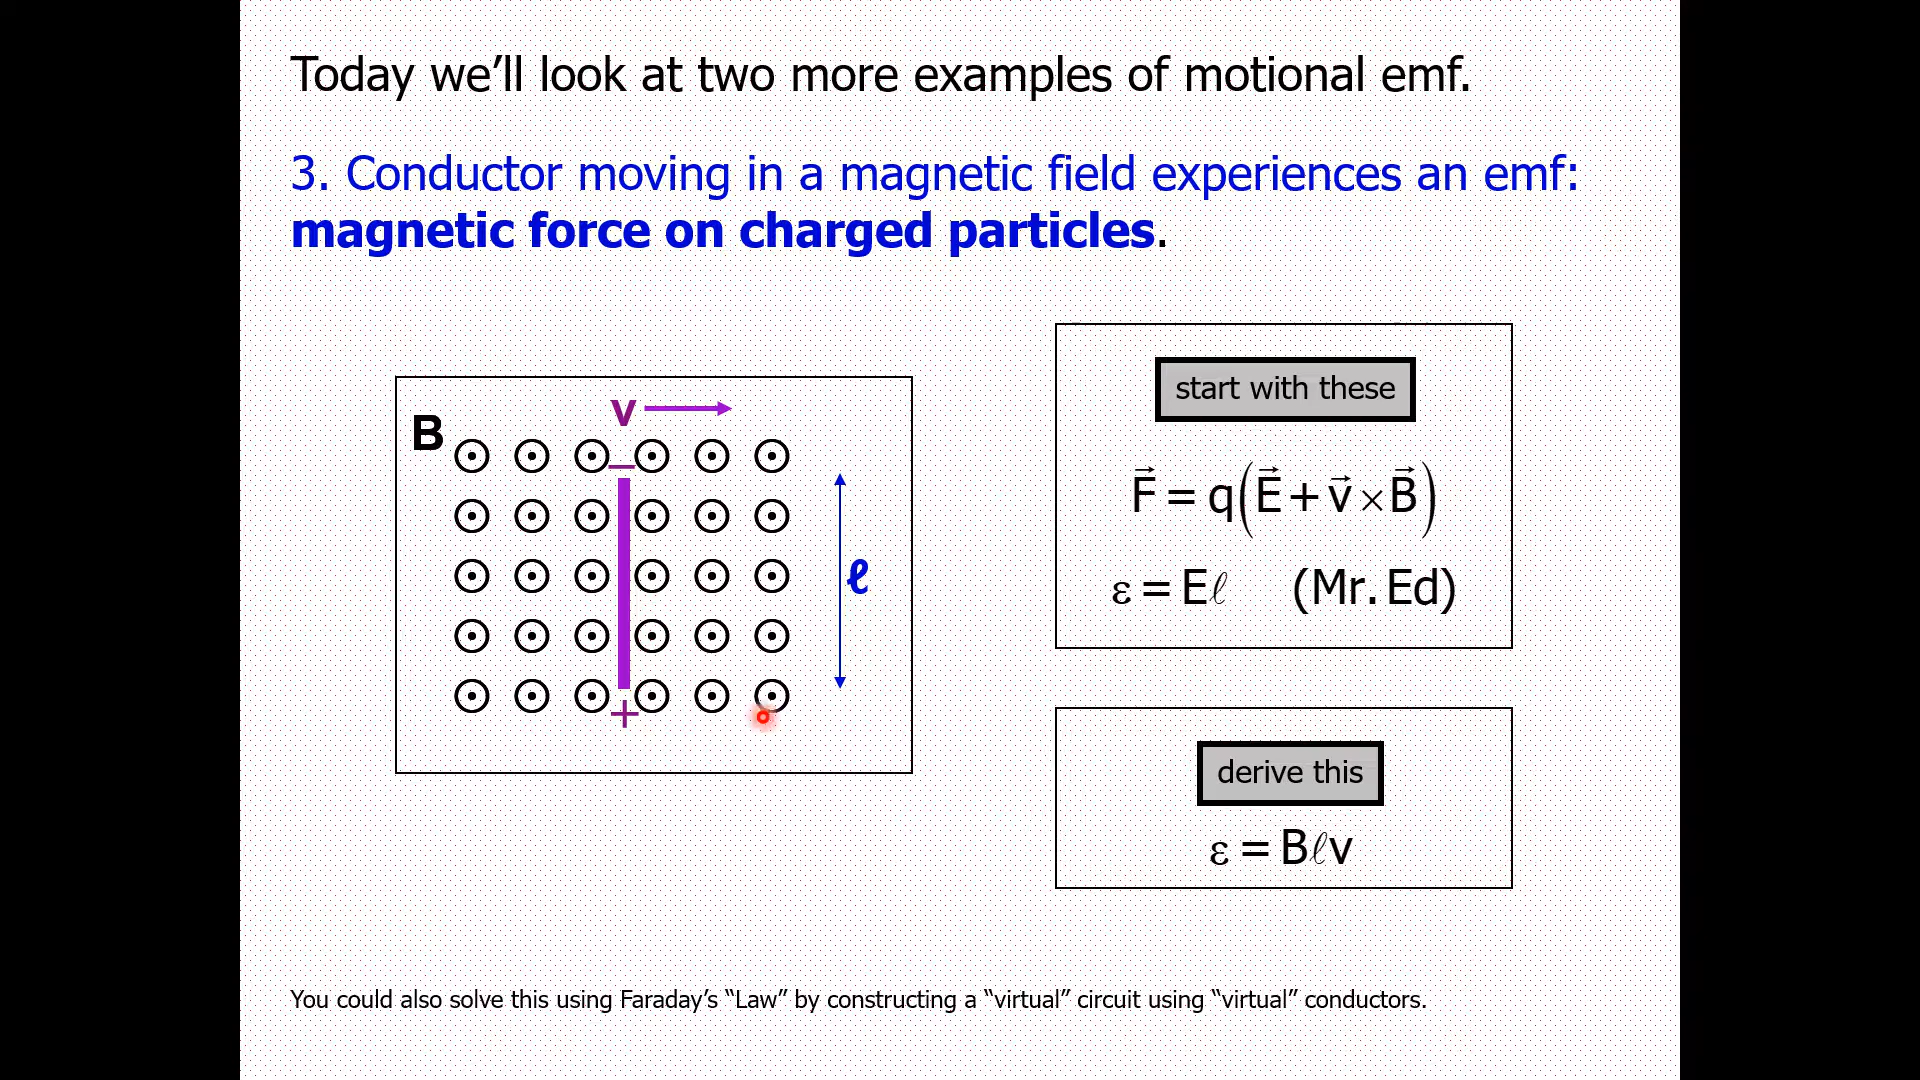 Today we’ll look at two more examples of motional emf.
3. Conductor moving in a magnetic field experiences an emf:
magnetic force on charged particles.
v
B
−
ℓ
+
start with these
F⃗ = q(E⃗ + v⃗ × B⃗)
ε = Eℓ (Mr. Ed)
derive this
ε = Bℓv
You could also solve this using Faraday’s “Law” by constructing a “virtual” circuit using “virtual” conductors.